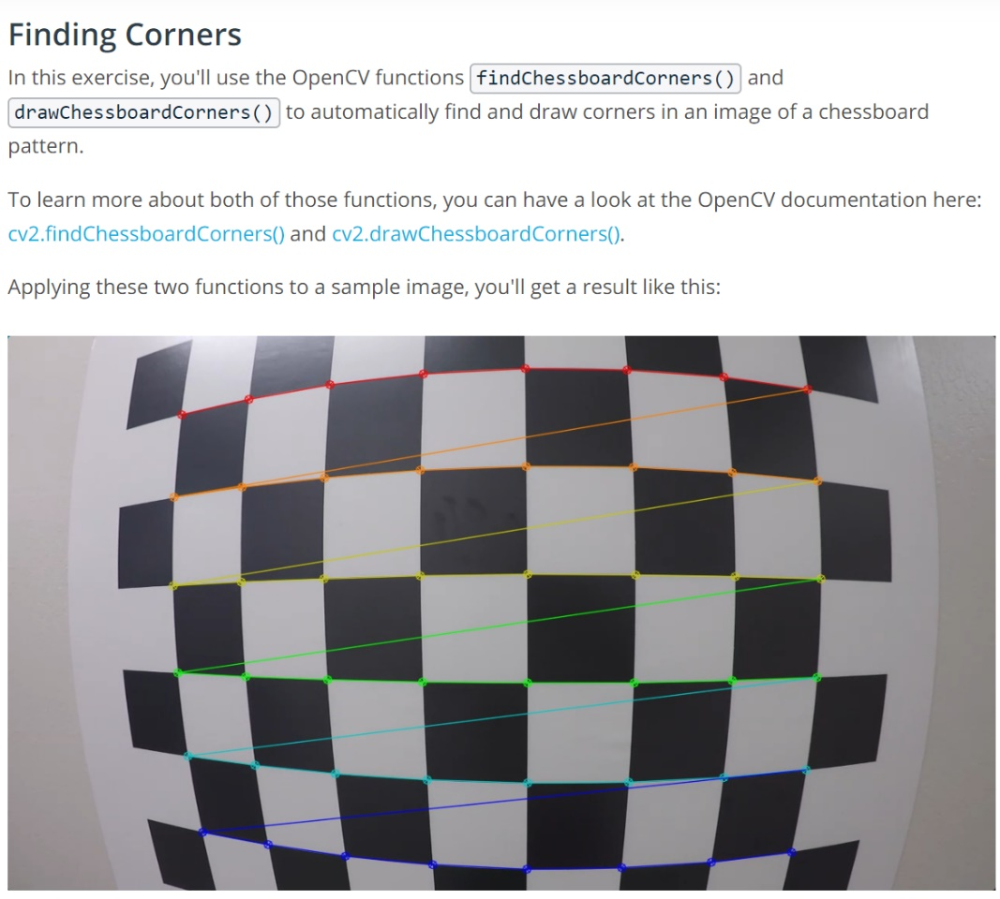 Finding Corners
In this exercise, you'll use the OpenCV functions findChessboardCorners() and
drawChessboardCorners() to automatically find and draw corners in an image of a chessboard
pattern.
To learn more about both of those functions, you can have a look at the OpenCV documentation here:
cv2.findChessboardCorners() and cv2.drawChessboardCorners().
Applying these two functions to a sample image, you'll get a result like this: